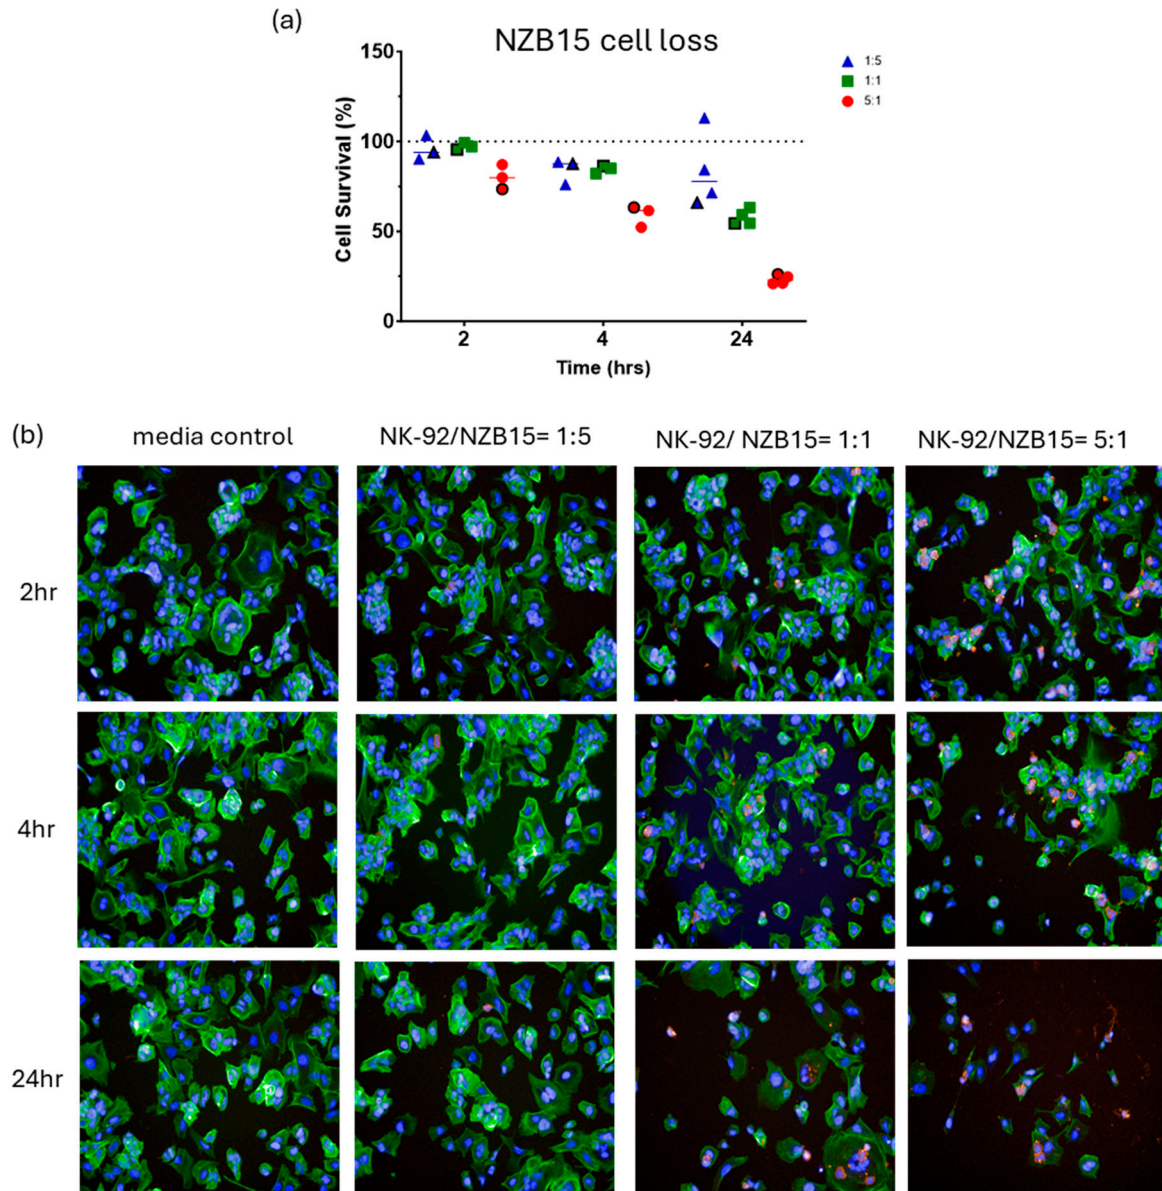 (a)
NZB15 cell loss
150
100
50
0
Cell Survival (%)
2 4 24
Time (hrs)
1:5
1:1
5:1
(b)
media control NK-92/NZB15= 1:5 NK-92/ NZB15= 1:1 NK-92/NZB15= 5:1
2hr
4hr
24hr